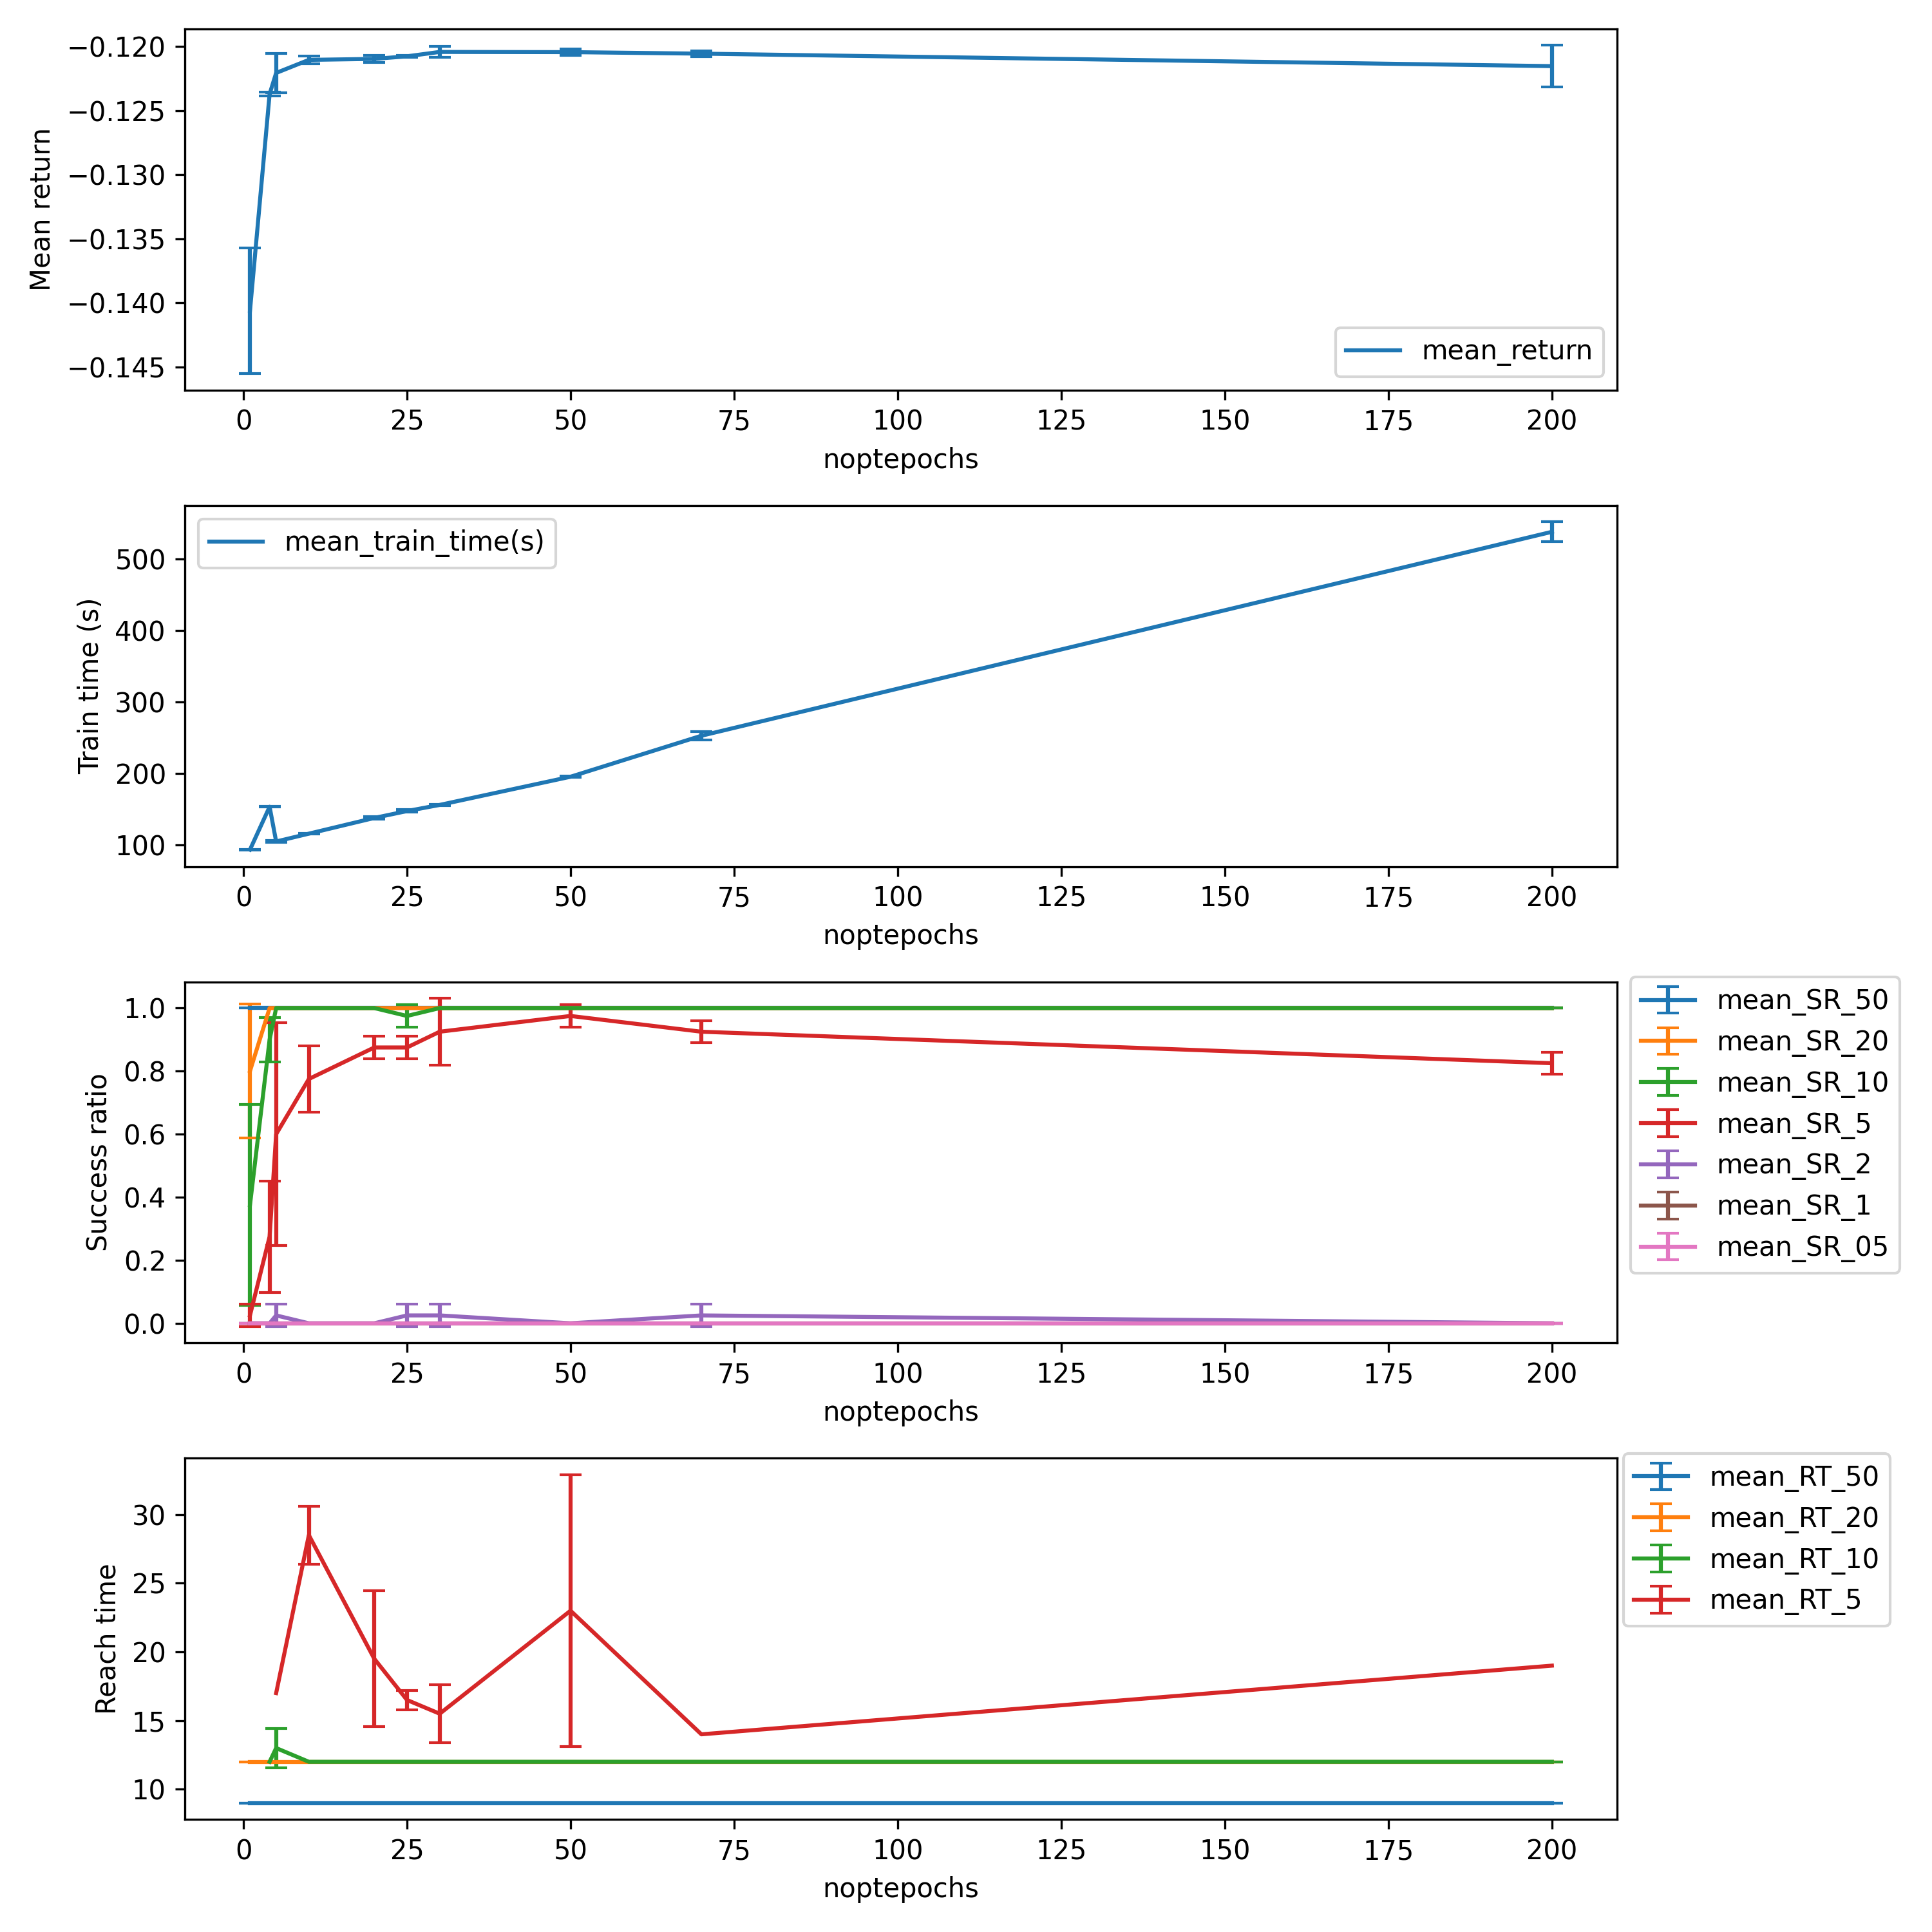 −0.120
−0.125
−0.130
−0.135
−0.140
−0.145
Mean return
mean_return
0 25 50 75 100 125 150 175 200
noptepochs
mean_train_time(s)
500
400
300
200
100
Train time (s)
0 25 50 75 100 125 150 175 200
noptepochs
1.0
0.8
0.6
0.4
0.2
0.0
Success ratio
mean_SR_50
mean_SR_20
mean_SR_10
mean_SR_5
mean_SR_2
mean_SR_1
mean_SR_05
0 25 50 75 100 125 150 175 200
noptepochs
30
25
20
15
10
Reach time
mean_RT_50
mean_RT_20
mean_RT_10
mean_RT_5
0 25 50 75 100 125 150 175 200
noptepochs